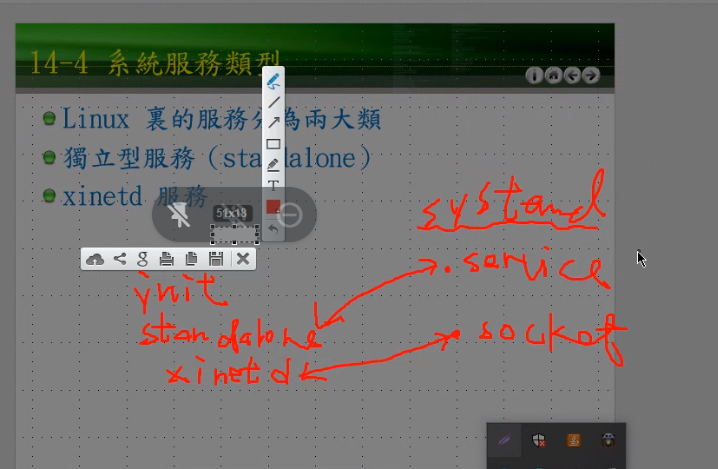 14-4 系統服務類型
Linux 裏的服務分為兩大類
獨立型服務（standalone）
xinetd 服務
T
51x18
g
systemd
.service
init
standalone
.socket
xinetd